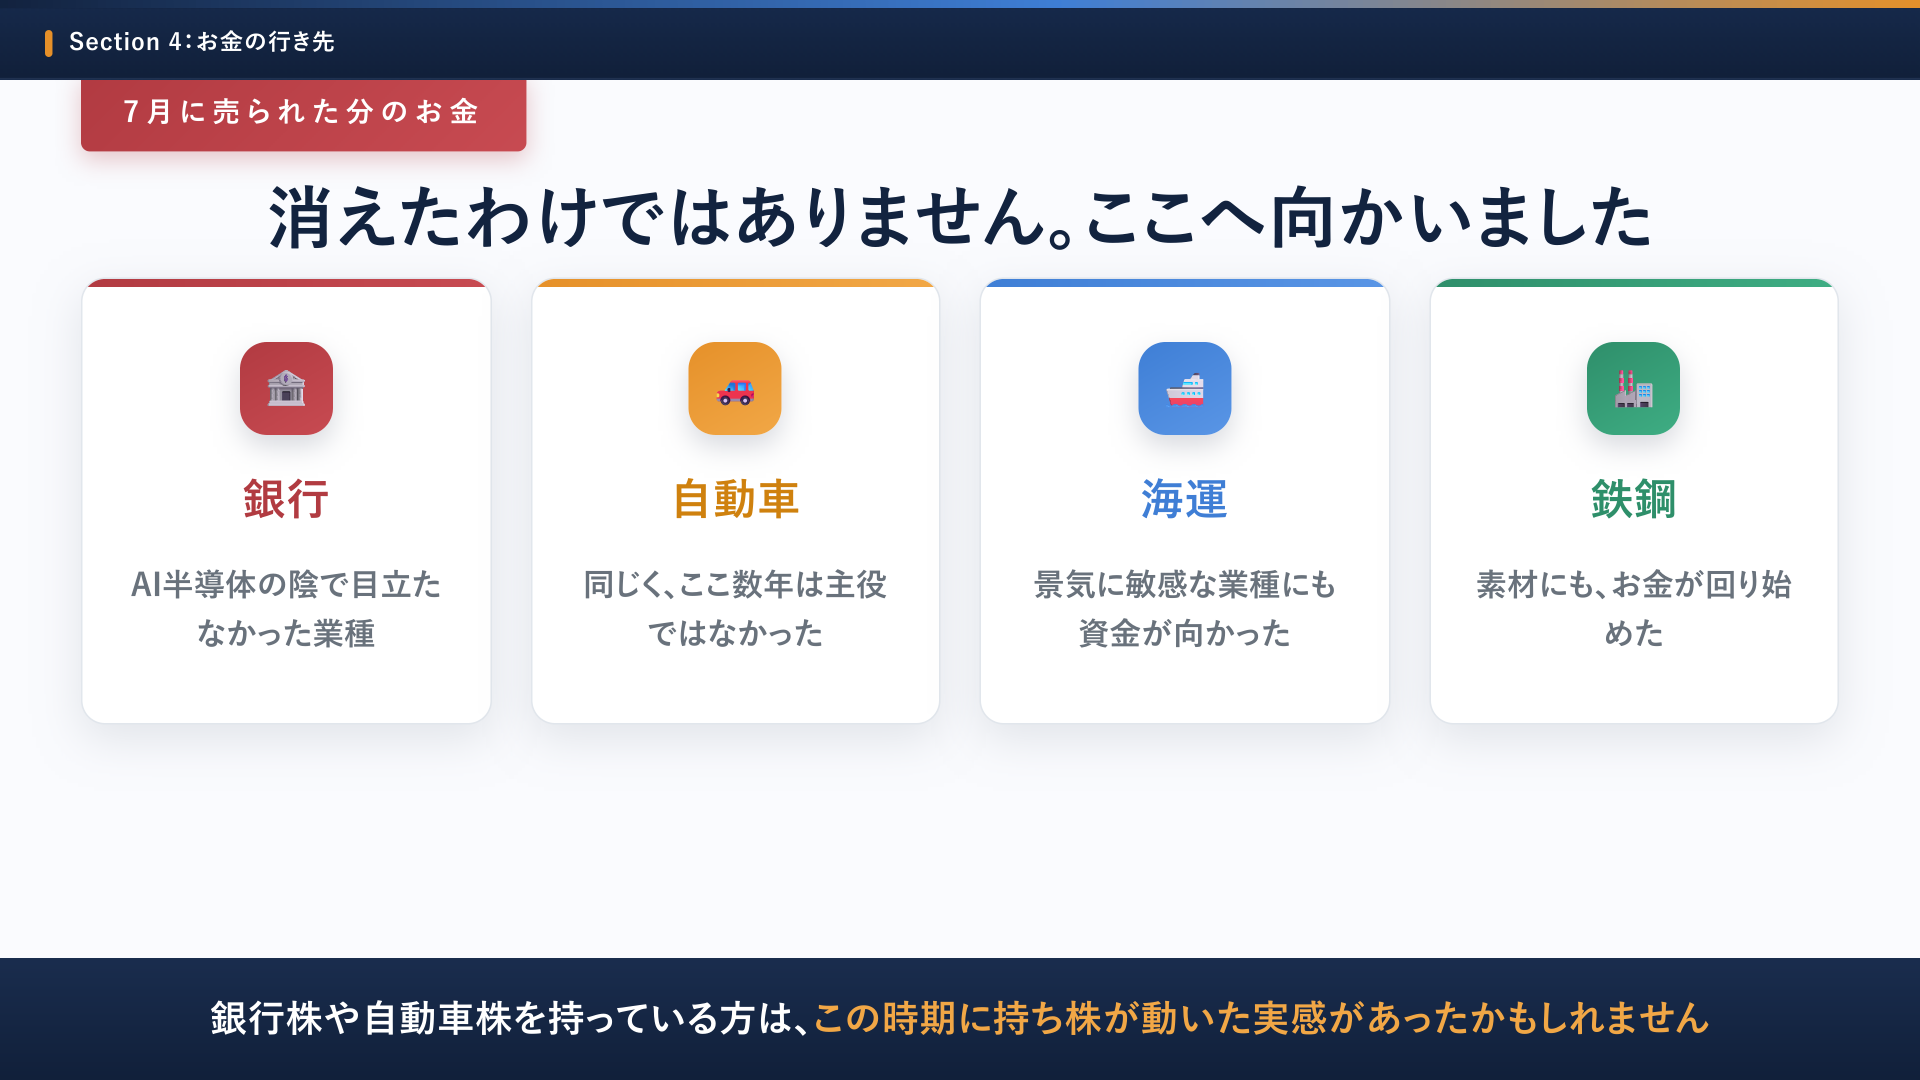 Section 4：お金の行き先
7月に売られた分のお金
消えたわけではありません。ここへ向かいました
銀行
AI半導体の陰で目立た
なかった業種
自動車
同じく、ここ数年は主役
ではなかった
海運
景気に敏感な業種にも
資金が向かった
鉄鋼
素材にも、お金が回り始
めた
銀行株や自動車株を持っている方は、この時期に持ち株が動いた実感があったかもしれません